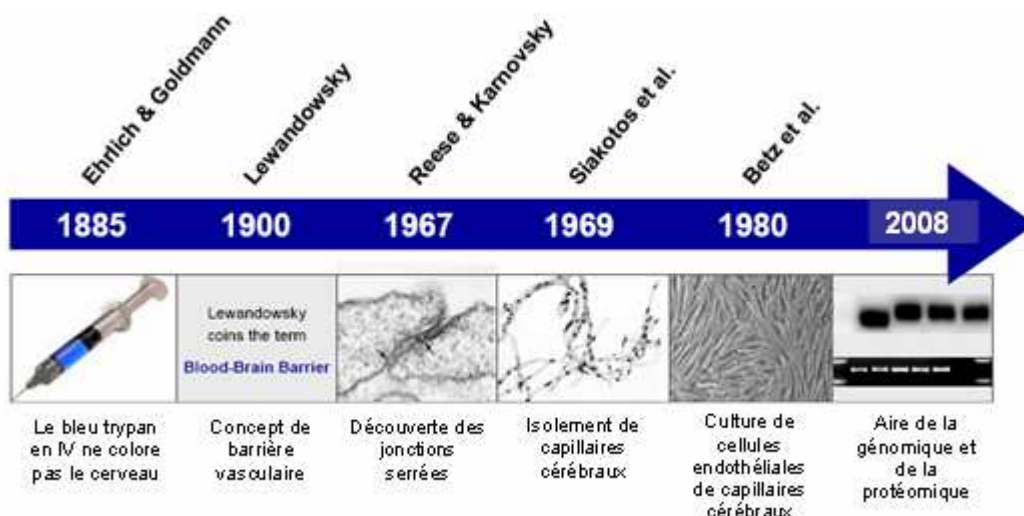 Ehrlich & Goldmann
Lewandowsky
Reese & Karnovsky
Siakotos et al.
Betz et al.
1885
1900
1967
1969
1980
2008
Lewandowsky
coins the term
Blood-Brain Barrier
Le bleu trypan
en IV ne colore
pas le cerveau
Concept de
barrière
vasculaire
Découverte des
jonctions
serrées
Isolement de
capillaires
cérébraux
Culture de
cellules
endothéliales
de capillaires
cérébraux
Aire de la
génomique et
de la
protéomique